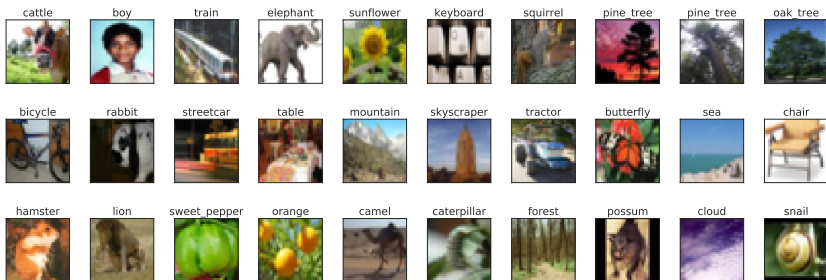 cattle boy train elephant sunflower keyboard squirrel pine_tree pine_tree oak_tree
bicycle rabbit streetcar table mountain skyscraper tractor butterfly sea chair
hamster lion sweet_pepper orange camel caterpillar forest possum cloud snail